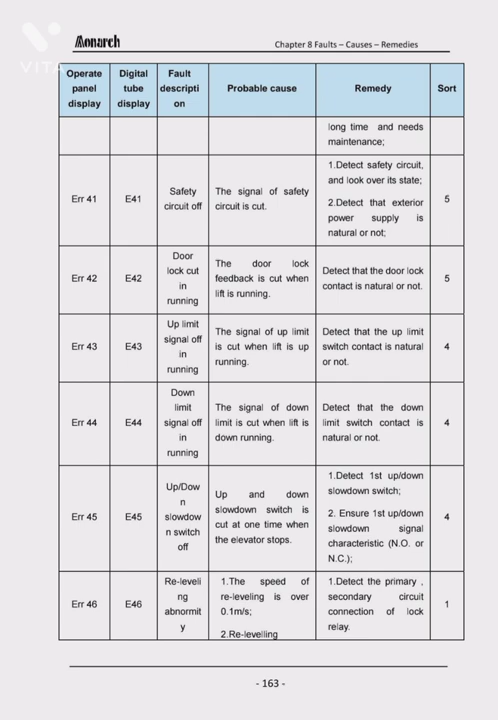 VITA
Monarch
Chapter 8 Faults – Causes – Remedies
Operate panel display
Digital tube display
Fault descripti on
Probable cause
Remedy
Sort
long time and needs
maintenance;
Err 41
E41
Safety
circuit off
The signal of safety
circuit is cut.
1.Detect safety circuit,
and look over its state;
2.Detect that exterior
power supply is
natural or not;
5
Err 42
E42
Door
lock cut
in
running
The door lock
feedback is cut when
lift is running.
Detect that the door lock
contact is natural or not.
5
Err 43
E43
Up limit
signal off
in
running
The signal of up limit
is cut when lift is up
running.
Detect that the up limit
switch contact is natural
or not.
4
Err 44
E44
Down
limit
signal off
in
running
The signal of down
limit is cut when lift is
down running.
Detect that the down
limit switch contact is
natural or not.
4
Err 45
E45
Up/Dow
n
slowdow
n switch
off
Up and down
slowdown switch is
cut at one time when
the elevator stops.
1.Detect 1st up/down
slowdown switch;
2. Ensure 1st up/down
slowdown signal
characteristic (N.O. or
N.C.);
4
Err 46
E46
Re-leveli
ng
abnormit
y
1.The speed of
re-leveling is over
0.1m/s;
2.Re-levelling
1.Detect the primary ,
secondary circuit
connection of lock
relay.
1
- 163 -